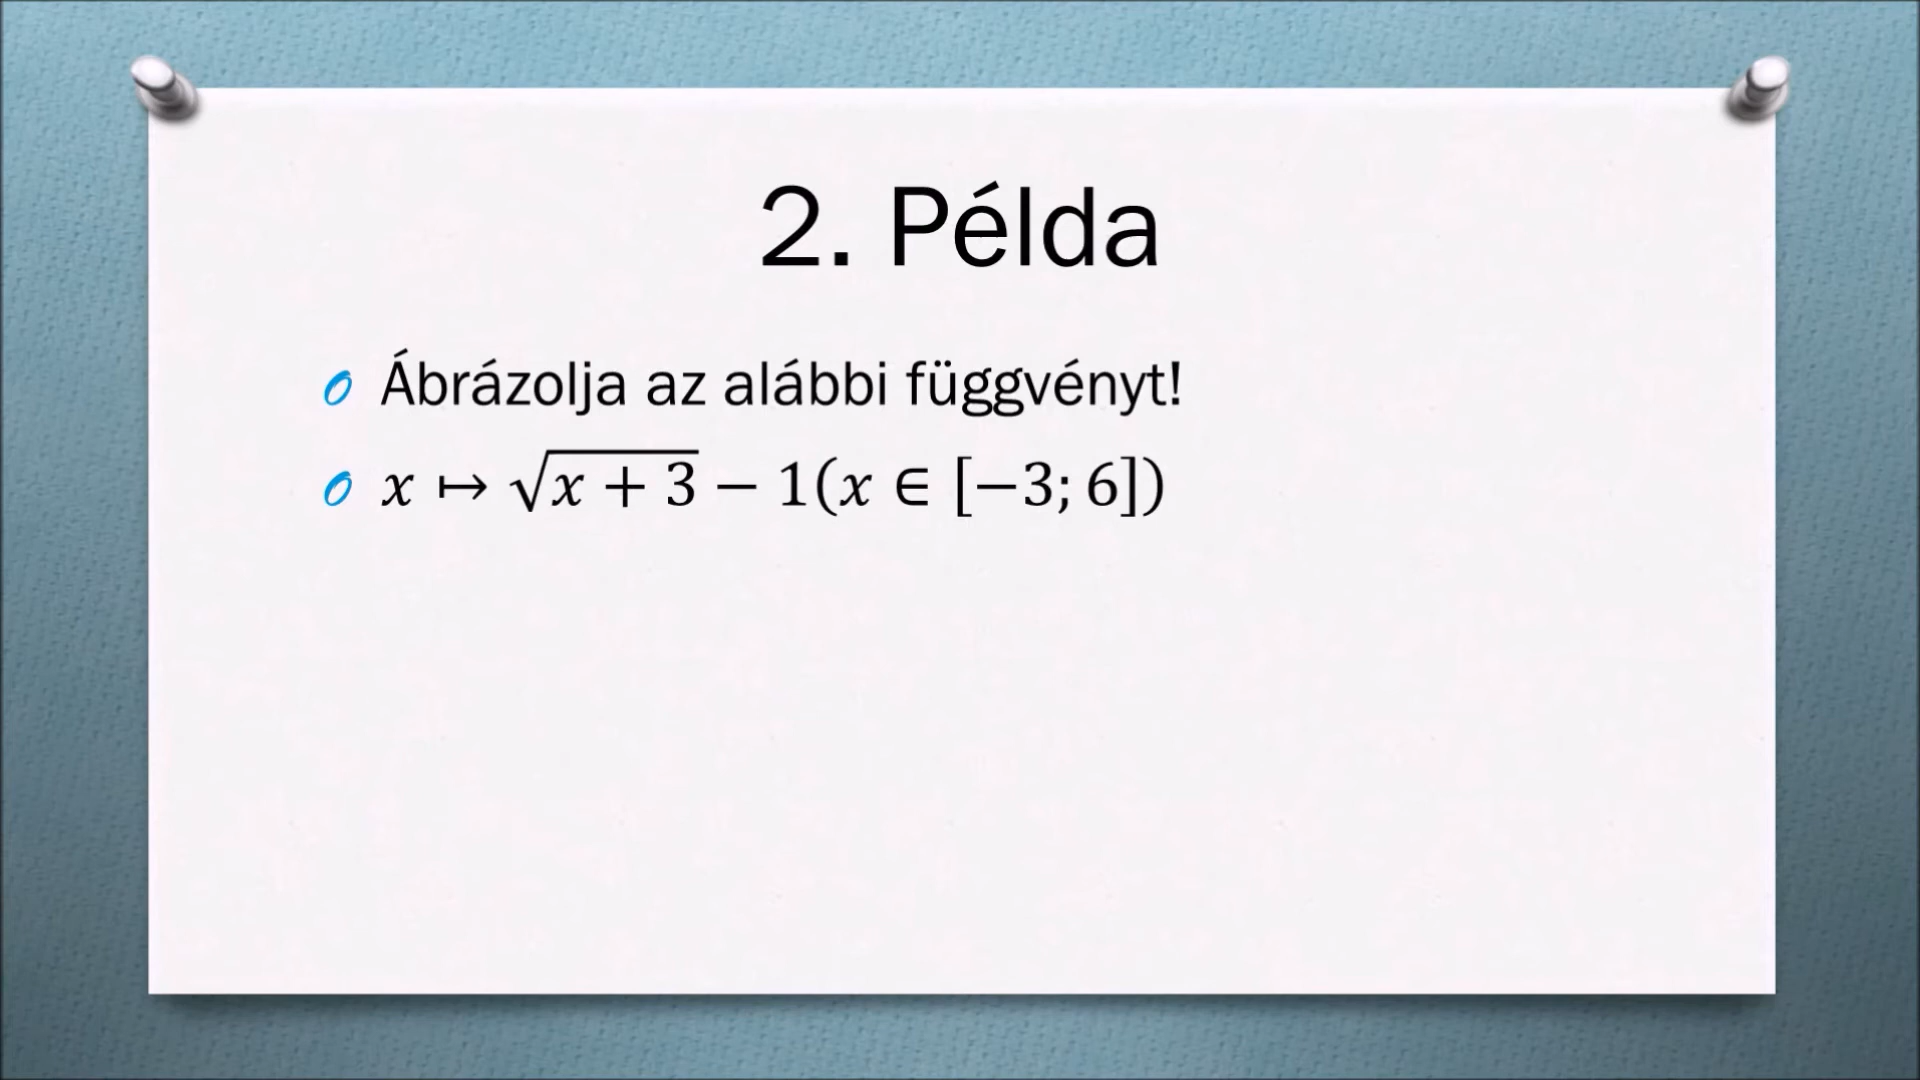 2. Példa
Ábrázolja az alábbi függvényt!
x ↦ √(x + 3) − 1(x ∈ [−3; 6])